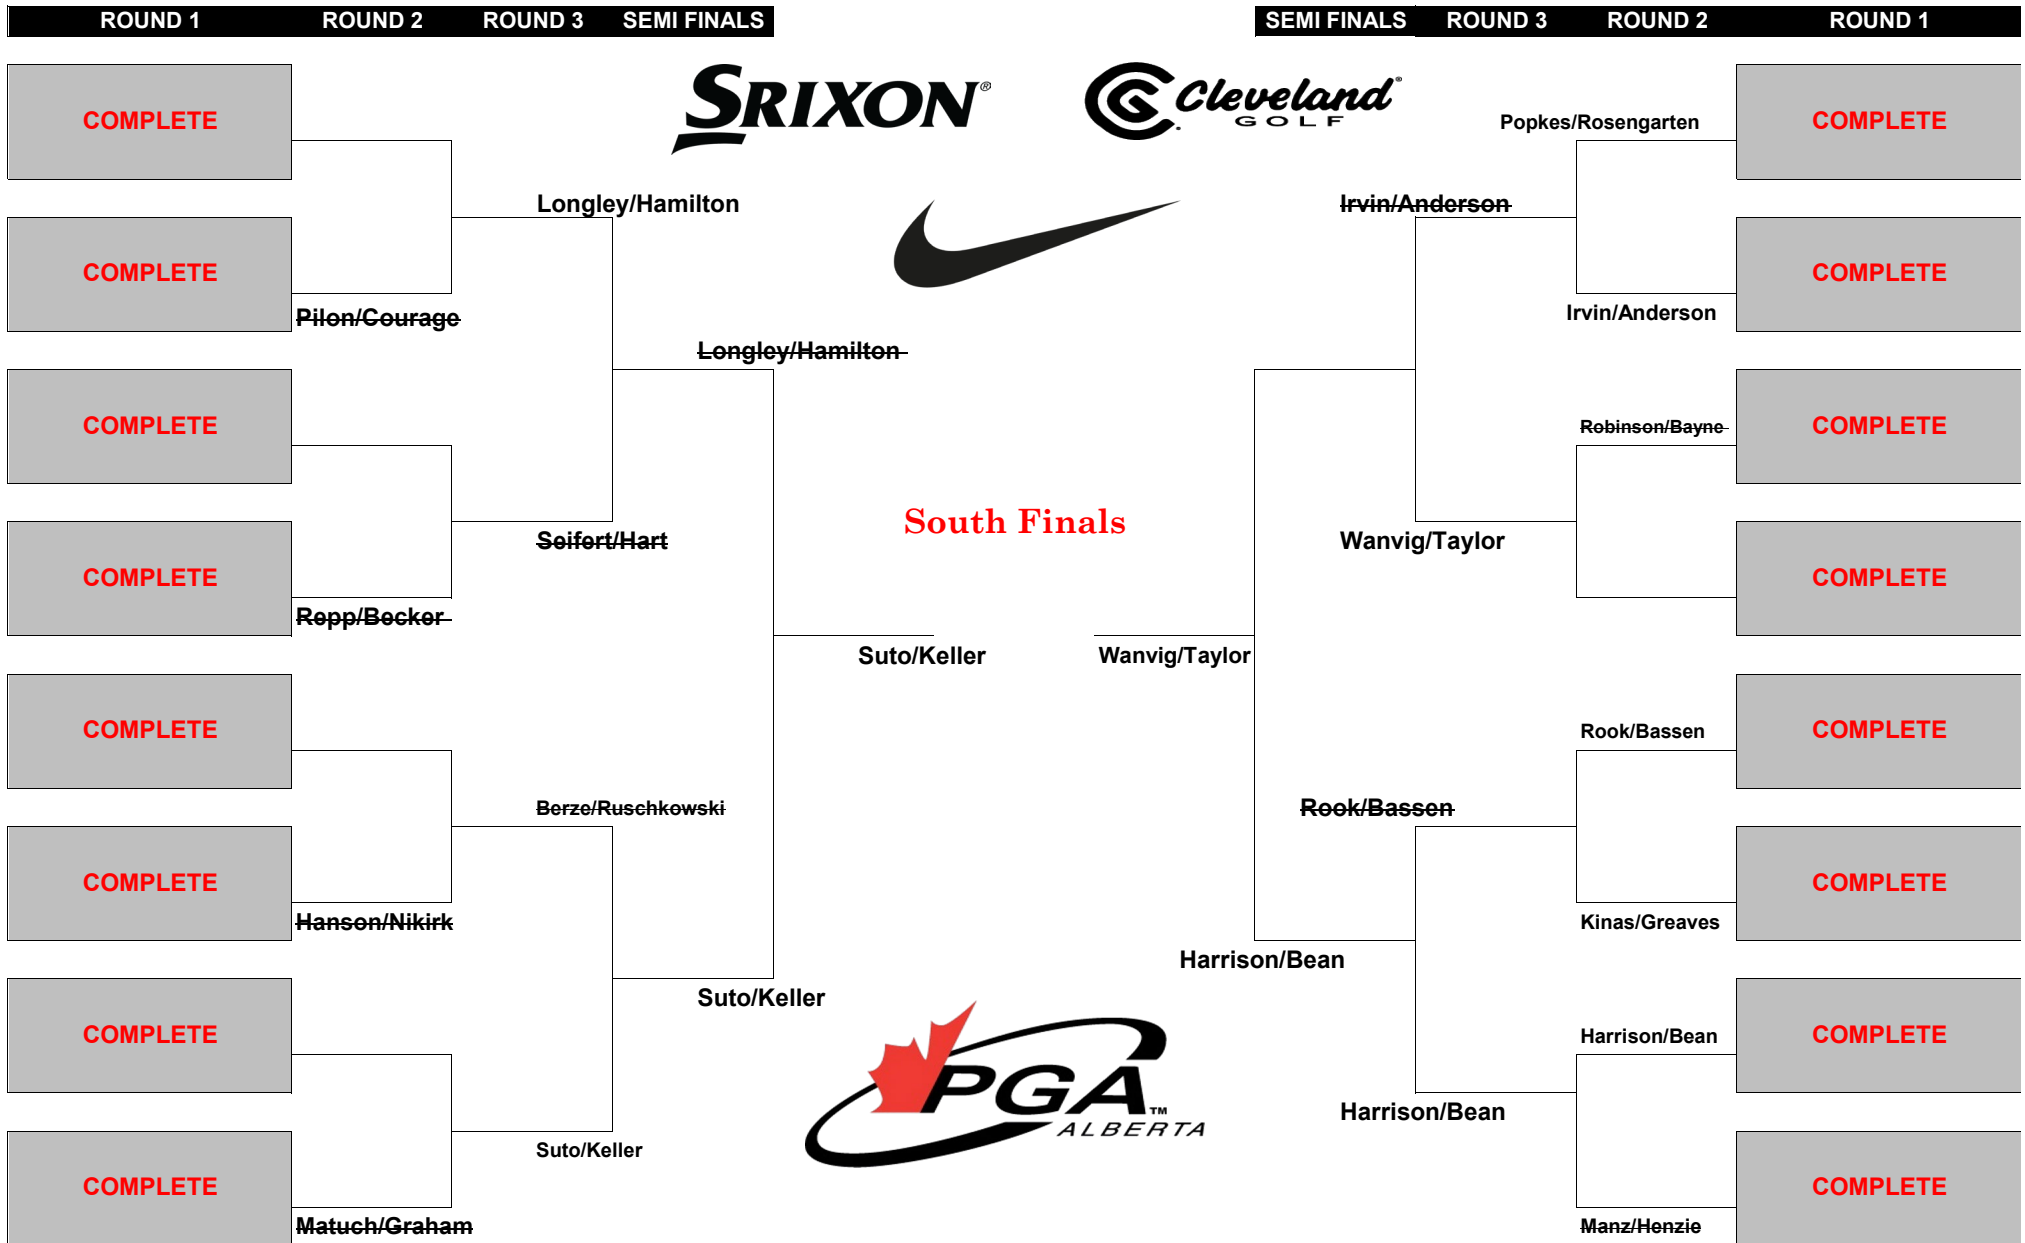 ROUND 1 ROUND 2 ROUND 3 SEMI FINALS SEMI FINALS ROUND 3 ROUND 2 ROUND 1
SRIXON®
Cleveland®
GOLF
COMPLETE Popkes/Rosengarten COMPLETE
Longley/Hamilton Irvin/Anderson
COMPLETE COMPLETE
Pilon/Courage Irvin/Anderson
Longley/Hamilton
COMPLETE Robinson/Bayne COMPLETE
South Finals
Seifert/Hart Wanvig/Taylor
COMPLETE COMPLETE
Repp/Becker
Suto/Keller Wanvig/Taylor
COMPLETE Rook/Bassen COMPLETE
Berze/Ruschkowski Rook/Bassen
COMPLETE COMPLETE
Hanson/Nikirk Kinas/Greaves
Harrison/Bean
Suto/Keller
COMPLETE Harrison/Bean COMPLETE
PGA™
ALBERTA
Harrison/Bean
Suto/Keller
COMPLETE COMPLETE
Matuch/Graham Manz/Henzie